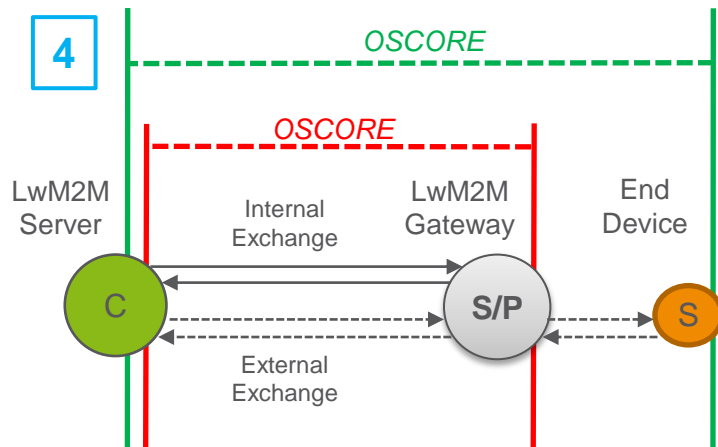 4
OSCORE
OSCORE
LwM2M
Server
Internal
Exchange
LwM2M
Gateway
End
Device
C
S/P
S
External
Exchange